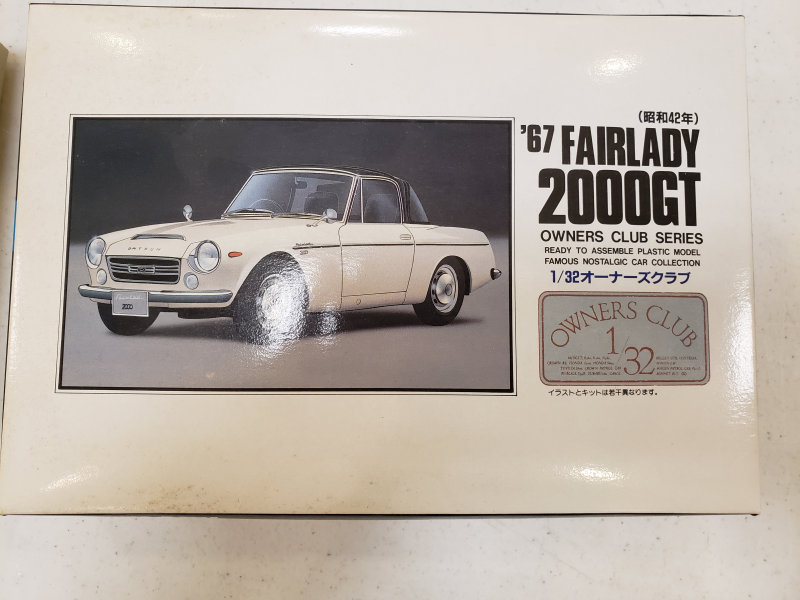 (昭和42年)
'67 FAIRLADY
2000GT
OWNERS CLUB SERIES
READY TO ASSEMBLE PLASTIC MODEL
FAMOUS NOSTALGIC CAR COLLECTION
1/32オーナーズクラブ
DATSUN
2000
OWNERS CLUB
1/32
イラストとキットは若干異なります。